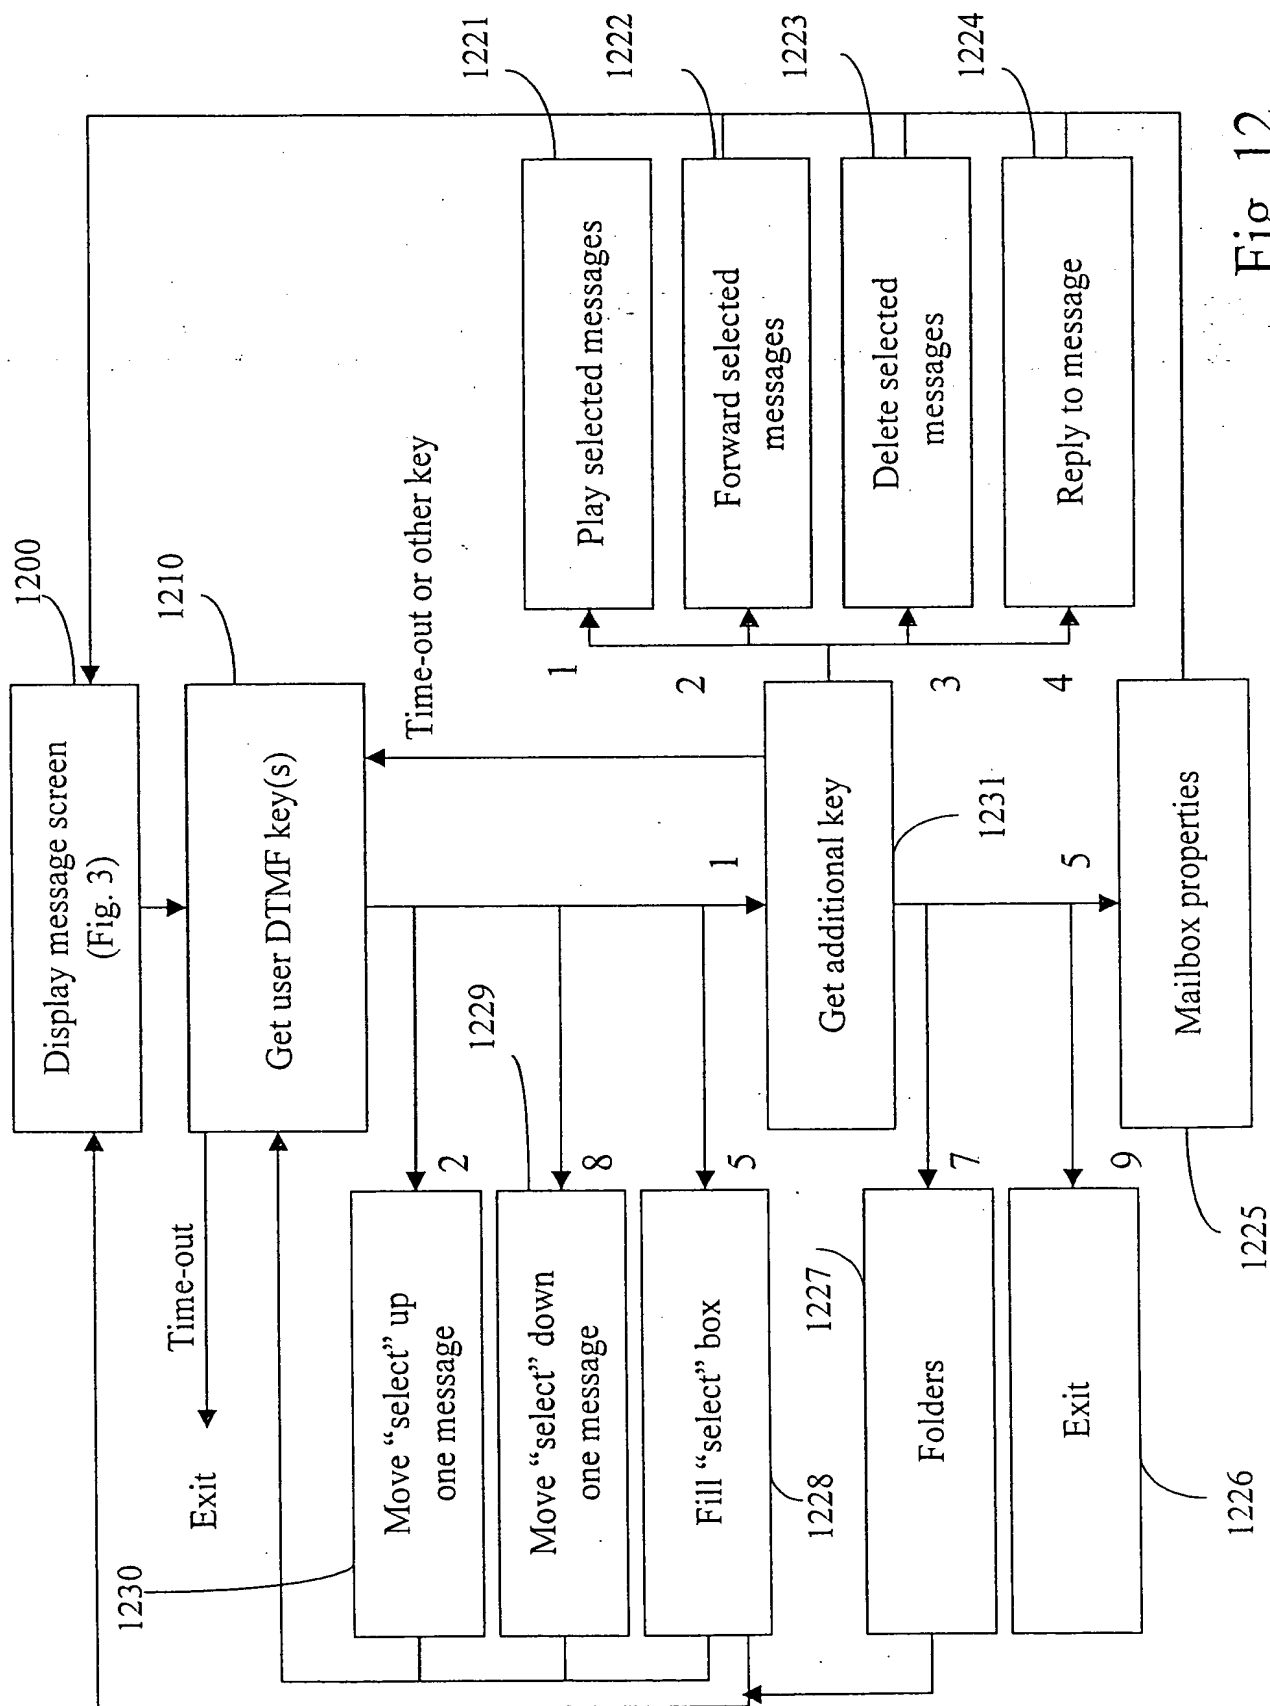 Display message screen
(Fig. 3)
1200
Get user DTMF key(s)
1210
Time-out
Exit
Time-out or other key
Move “select” up
one message
2
1230
Move “select” down
one message
8
1229
Fill “select” box
5
1228
1
Get additional key
1231
1
Play selected messages
1221
2
Forward selected
messages
1222
3
Delete selected
messages
1223
4
Reply to message
1224
7
Folders
1227
9
Exit
1226
5
Mailbox properties
1225
Fig. 12